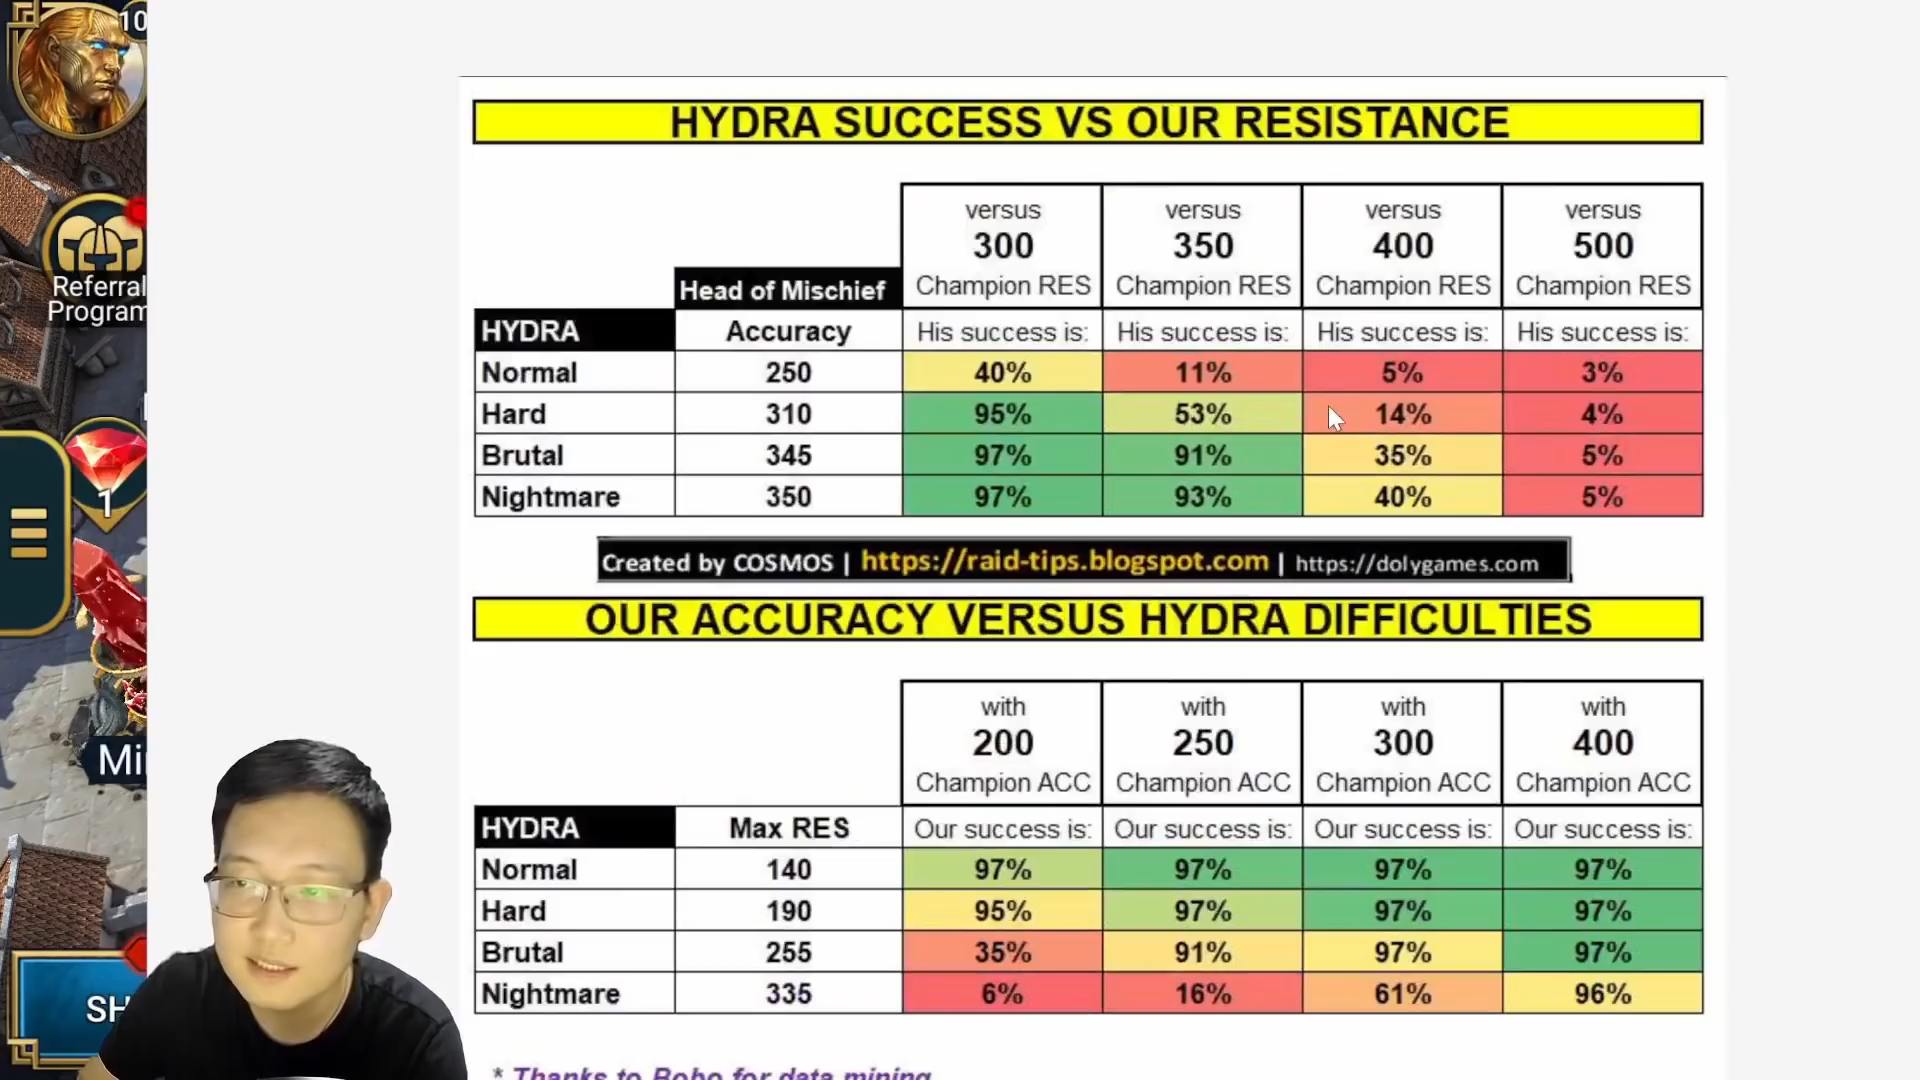 10
Referral
Program
1
HYDRA SUCCESS VS OUR RESISTANCE
versus versus versus versus
300 350 400 500
Head of Mischief Champion RES Champion RES Champion RES Champion RES
HYDRA Accuracy His success is: His success is: His success is: His success is:
Normal 250 40% 11% 5% 3%
Hard 310 95% 53% 14% 4%
Brutal 345 97% 91% 35% 5%
Nightmare 350 97% 93% 40% 5%
Created by COSMOS | https://raid-tips.blogspot.com | https://dolygames.com
OUR ACCURACY VERSUS HYDRA DIFFICULTIES
with with with with
200 250 300 400
Champion ACC Champion ACC Champion ACC Champion ACC
HYDRA Max RES Our success is: Our success is: Our success is: Our success is:
Normal 140 97% 97% 97% 97%
Hard 190 95% 97% 97% 97%
Brutal 255 35% 91% 97% 97%
Nightmare 335 6% 16% 61% 96%
* Thanks to Robo for data mining
Mi
SH